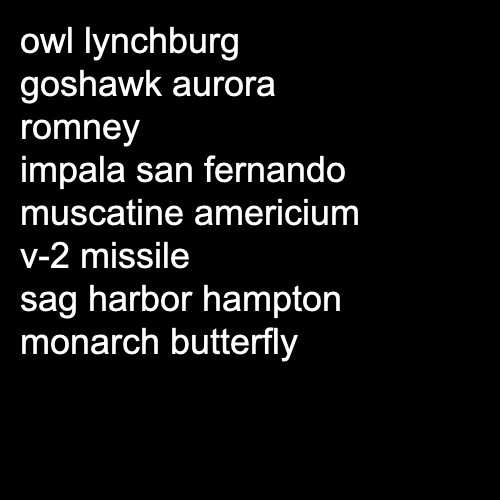 owl lynchburg
goshawk aurora
romney
impala san fernando
muscatine americium
v-2 missile
sag harbor hampton
monarch butterfly